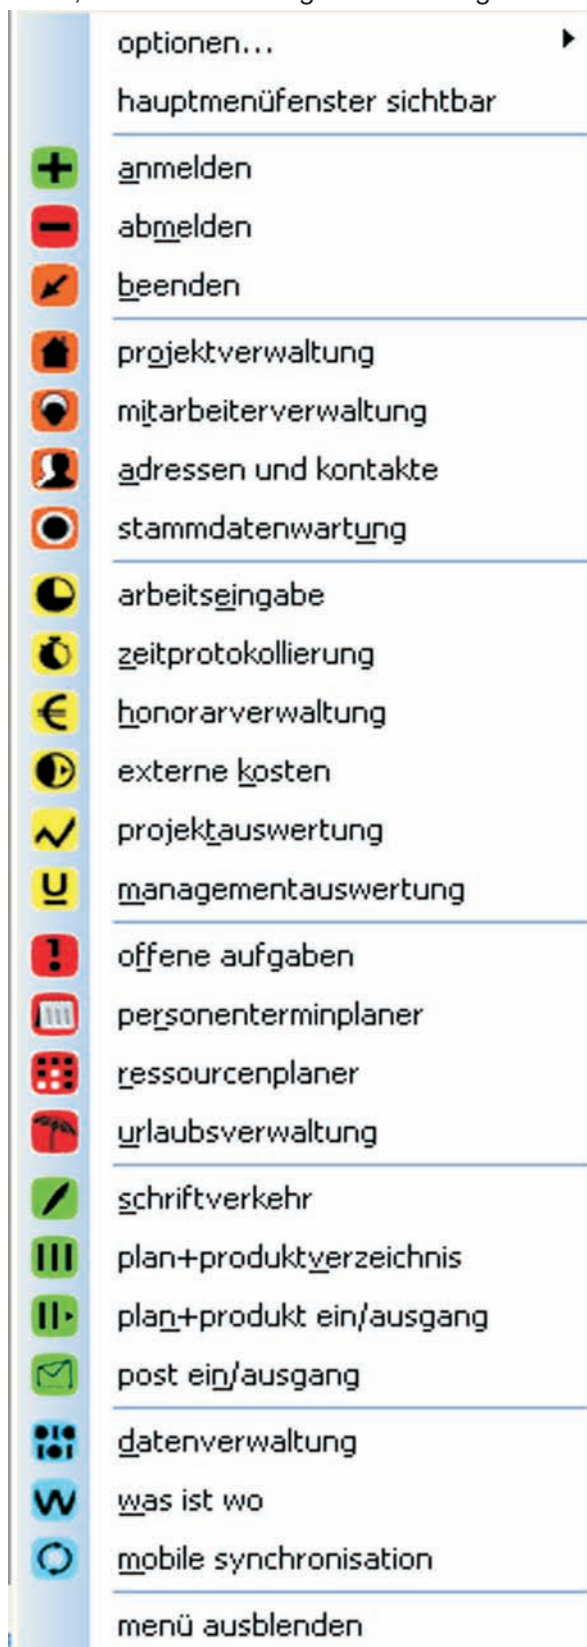 optionen...
hauptmenüfenster sichtbar
anmelden
abmelden
beenden
projektverwaltung
mitarbeiterverwaltung
adressen und kontakte
stammdatenwartung
arbeitseingabe
zeitprotokollierung
honorarverwaltung
externe kosten
projektauswertung
managementauswertung
offene aufgaben
personenterminplaner
ressourcenplaner
urlaubsverwaltung
schriftverkehr
plan+produktverzeichnis
plan+produkt ein/ausgang
post ein/ausgang
datenverwaltung
was ist wo
mobile synchronisation
menü ausblenden